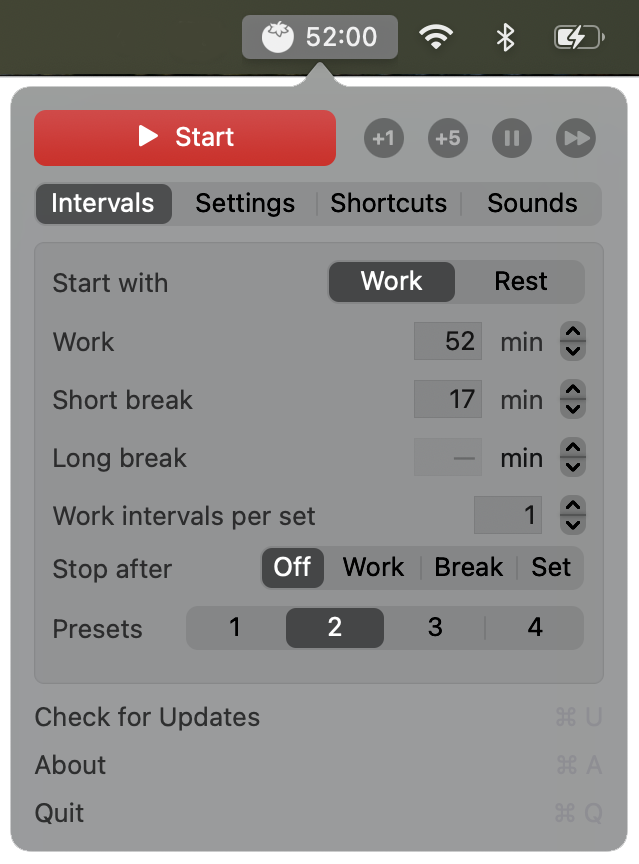 52:00
Start +1 +5
Intervals Settings Shortcuts Sounds
Start with Work Rest
Work 52 min
Short break 17 min
Long break — min
Work intervals per set 1
Stop after Off Work Break Set
Presets 1 2 3 4
Check for Updates ⌘ U
About ⌘ A
Quit ⌘ Q